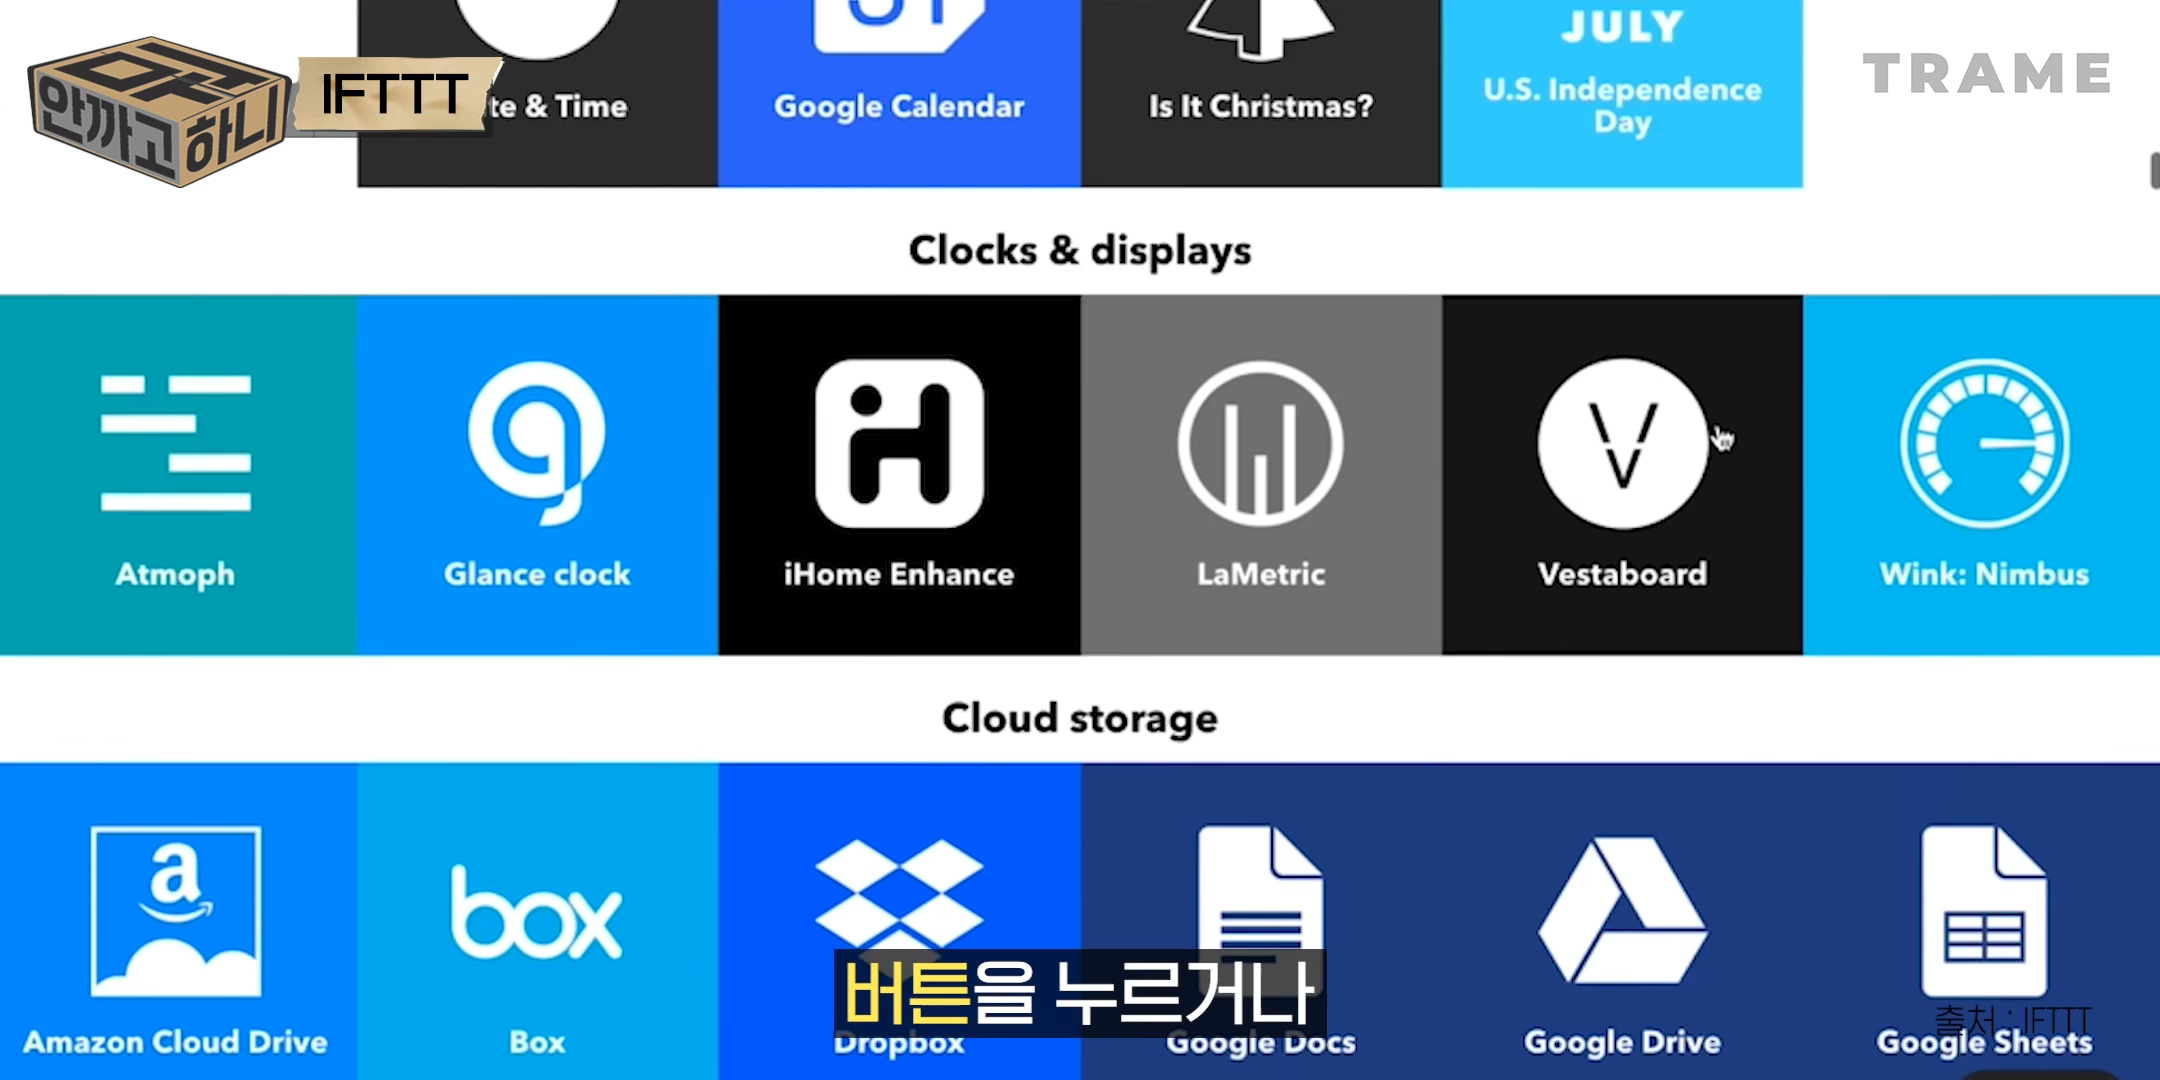 JULY
TRAME
IFTTT
뭐
안까고
하니
te & Time
Google Calendar
Is It Christmas?
U.S. Independence
Day
Clocks & displays
Atmoph
Glance clock
iHome Enhance
LaMetric
Vestaboard
Wink: Nimbus
Cloud storage
box
버튼을 누르거나
출처 : IFTTT
Amazon Cloud Drive
Box
Dropbox
Google Docs
Google Drive
Google Sheets